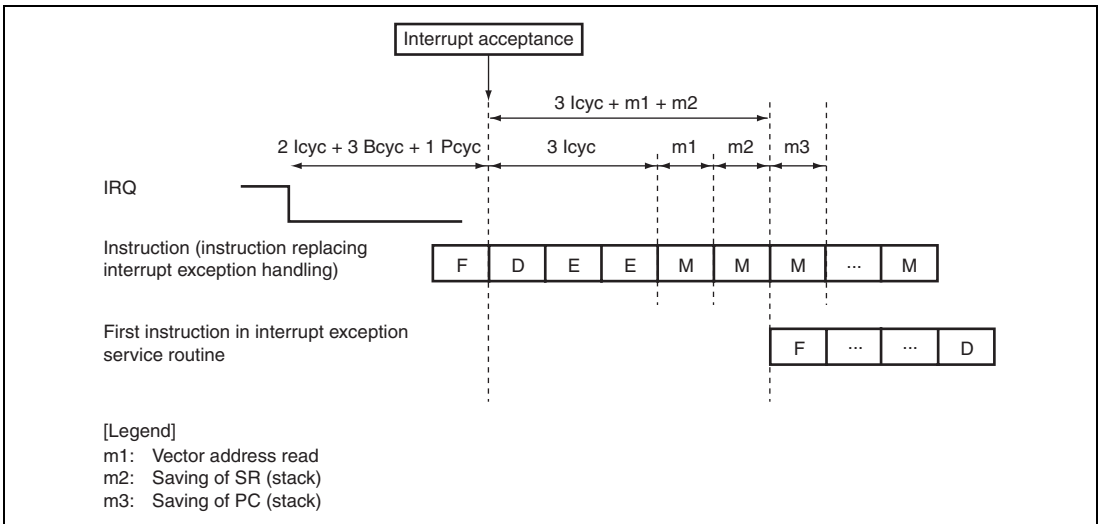 Interrupt acceptance
3 Icyc + m1 + m2
2 Icyc + 3 Bcyc + 1 Pcyc
3 Icyc
m1
m2
m3
IRQ
Instruction (instruction replacing
interrupt exception handling)
F D E E M M M ... M
First instruction in interrupt exception
service routine
F ... ... D
[Legend]
m1: Vector address read
m2: Saving of SR (stack)
m3: Saving of PC (stack)